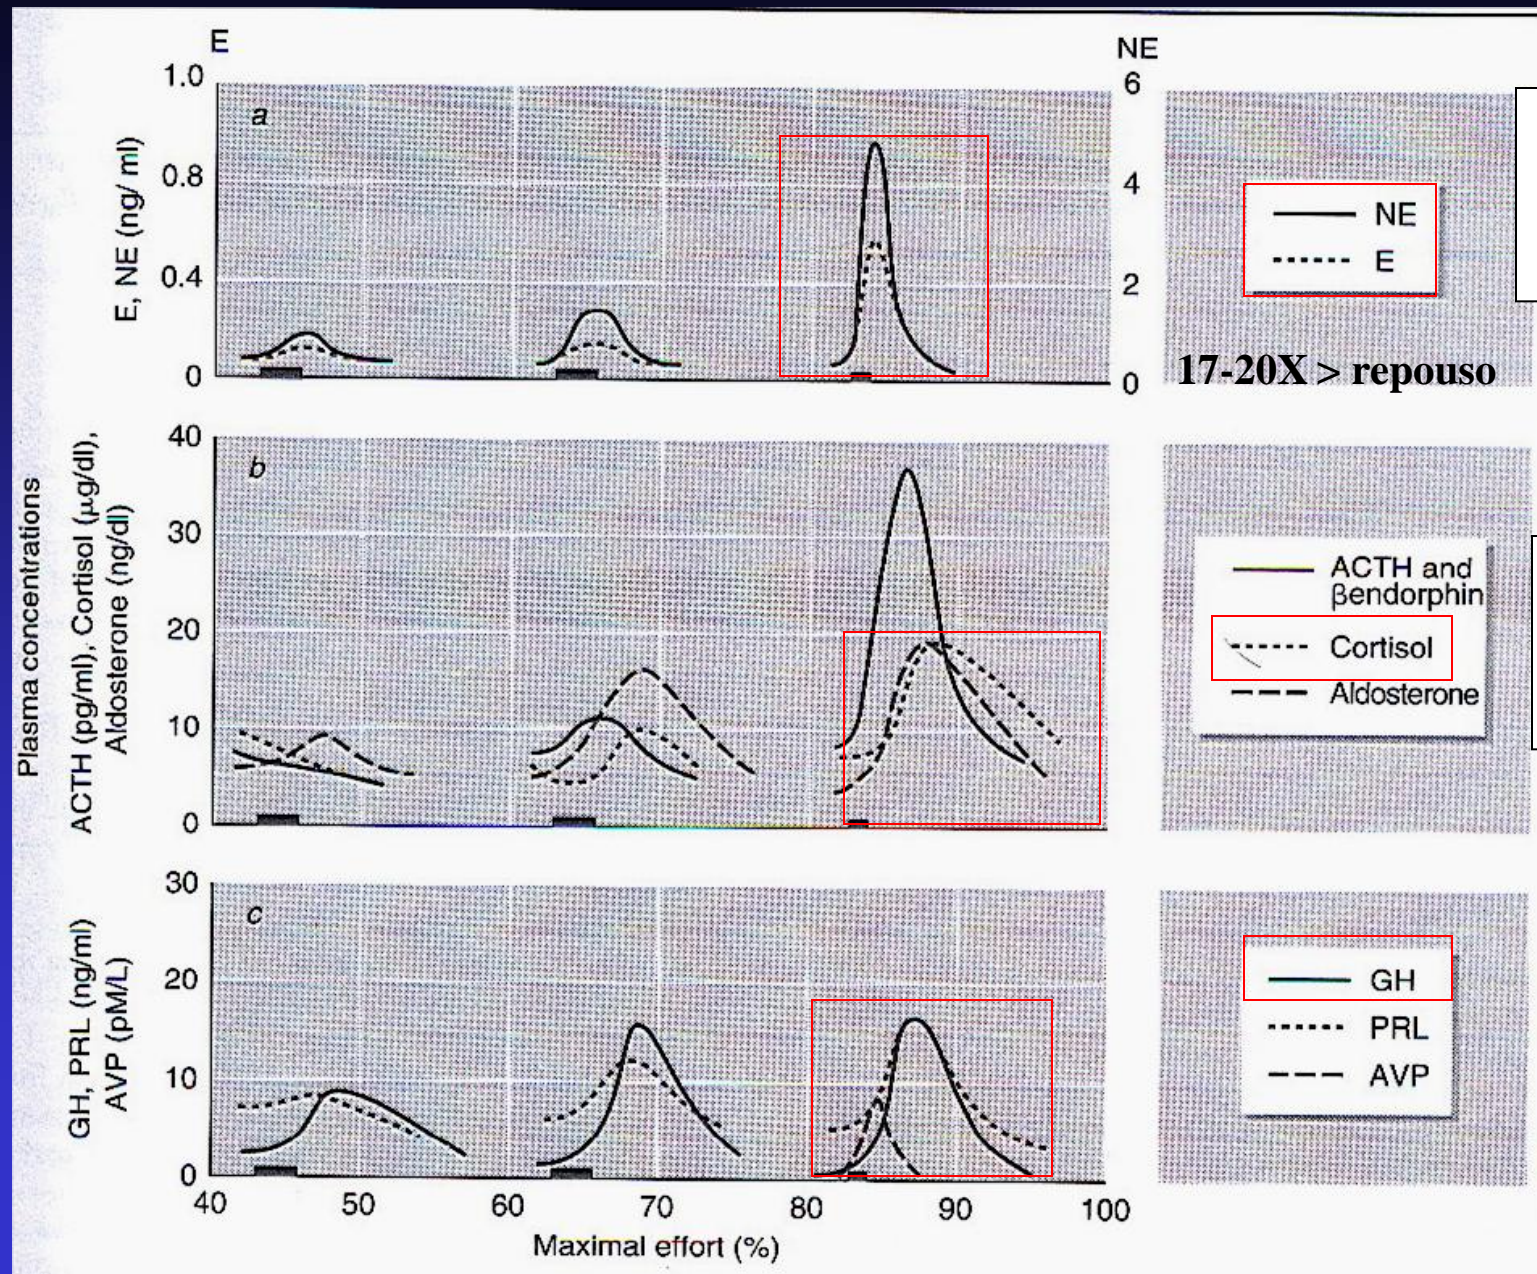 E
NE
1.0
0.8
0.4
0
E, NE (ng/ ml)
a
6
4
2
0
NE
E
17-20X > repouso
Plasma concentrations
ACTH (pg/ml), Cortisol (µg/dl),
Aldosterone (ng/dl)
40
30
20
10
0
b
ACTH and
βendorphin
Cortisol
Aldosterone
GH, PRL (ng/ml)
AVP (pM/L)
30
20
10
0
c
GH
PRL
AVP
40 50 60 70 80 90 100
Maximal effort (%)